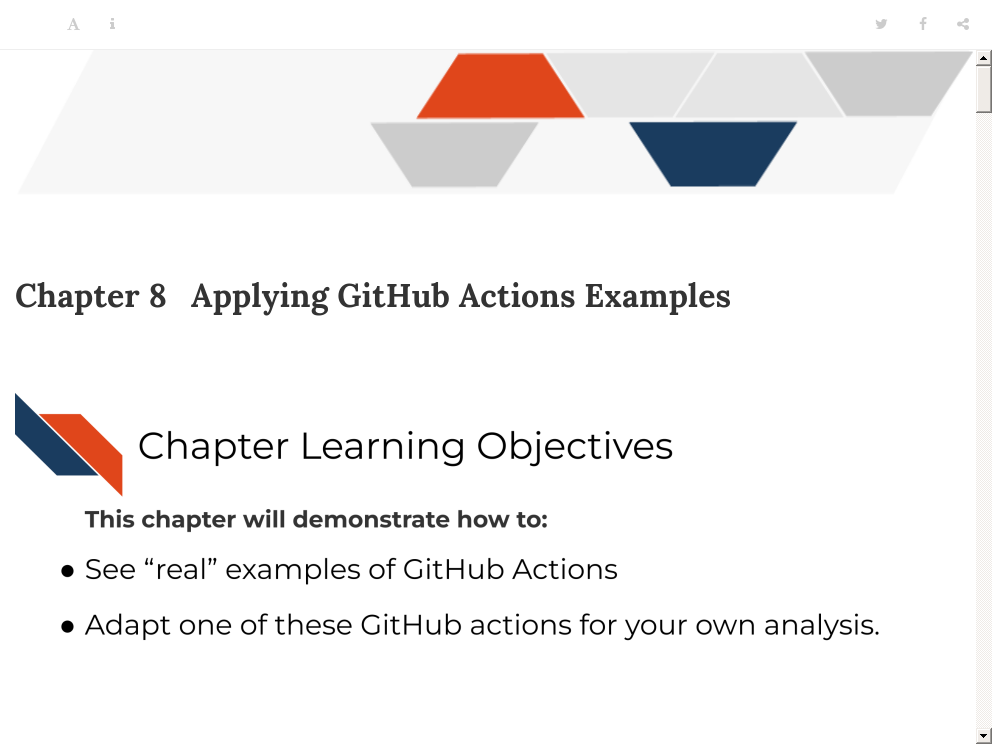 Chapter 8 Applying GitHub Actions Examples
Chapter Learning Objectives
This chapter will demonstrate how to:
● See “real” examples of GitHub Actions
● Adapt one of these GitHub actions for your own analysis.